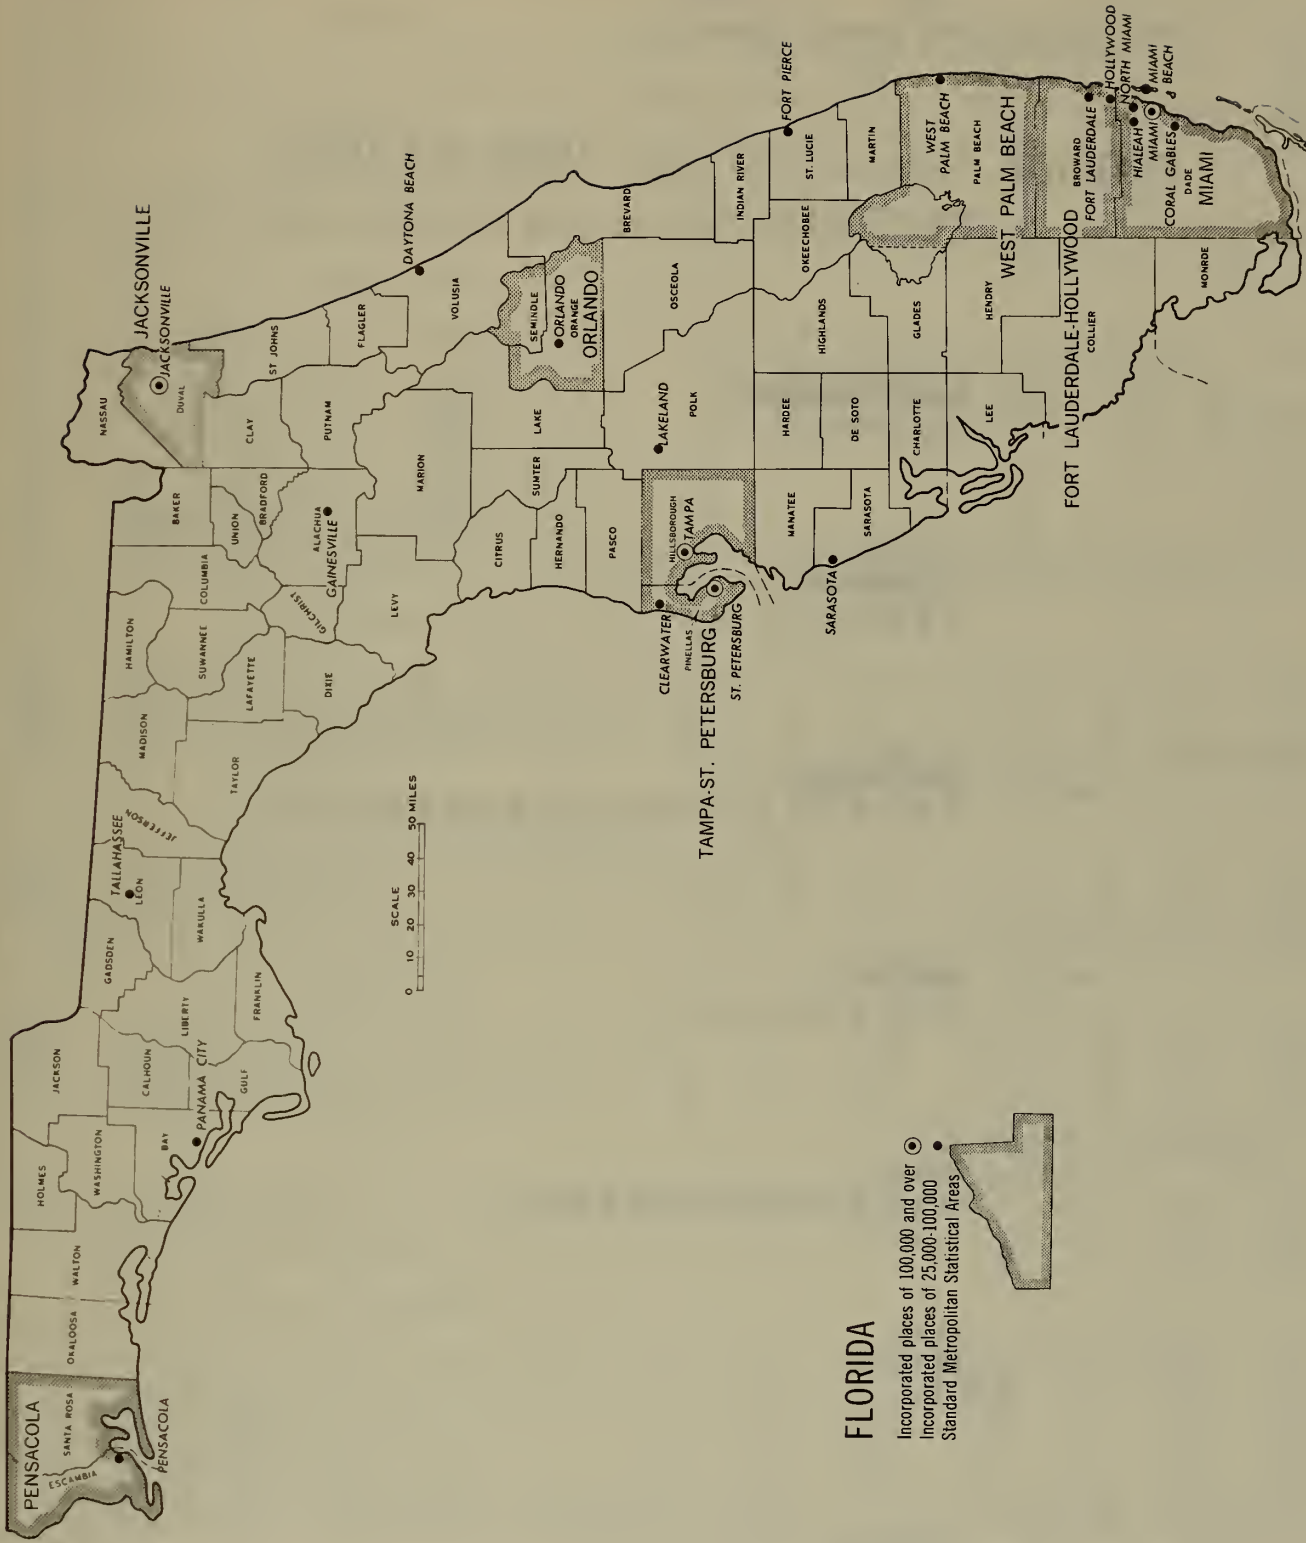 FLORIDA
Incorporated places of 100,000 and over
Incorporated places of 25,000-100,000
Standard Metropolitan Statistical Areas
SCALE
0 10 20 30 40 50 MILES
PENSACOLA
ESCAMBIA
SANTA ROSA
PENSACOLA
OKALOOSA
WALTON
HOLMES
WASHINGTON
BAY
PANAMA CITY
JACKSON
CALHOUN
GULF
LIBERTY
FRANKLIN
GADSDEN
TALLAHASSEE
LEON
WAKULLA
JEFFERSON
MADISON
TAYLOR
HAMILTON
SUWANNEE
LAFAYETTE
DIXIE
COLUMBIA
GILCHRIST
LEVY
BAKER
UNION
BRADFORD
ALACHUA
GAINESVILLE
NASSAU
JACKSONVILLE
JACKSONVILLE
DUVAL
CLAY
ST JOHNS
PUTNAM
FLAGLER
MARION
VOLUSIA
DAYTONA BEACH
CITRUS
SUMTER
LAKE
HERNANDO
PASCO
SEMINDLE
ORLANDO
ORANGE
ORLANDO
BREVARD
OSCEOLA
LAKELAND
POLK
HILLSBOROUGH
TAMPA
CLEARWATER
PINELLAS
TAMPA-ST. PETERSBURG
ST. PETERSBURG
MANATEE
HARDEE
HIGHLANDS
OKEECHOBEE
INDIAN RIVER
ST. LUCIE
FORT PIERCE
SARASOTA
SARASOTA
DE SOTO
MARTIN
CHARLOTTE
GLADES
WEST
PALM BEACH
PALM BEACH
WEST PALM BEACH
LEE
HENDRY
COLLIER
FORT LAUDERDALE-HOLLYWOOD
BROWARD
FORT LAUDERDALE
HOLLYWOOD
NORTH MIAMI
MIAMI
BEACH
HIALEAH
MIAMI
CORAL GABLES
DADE
MIAMI
MONROE